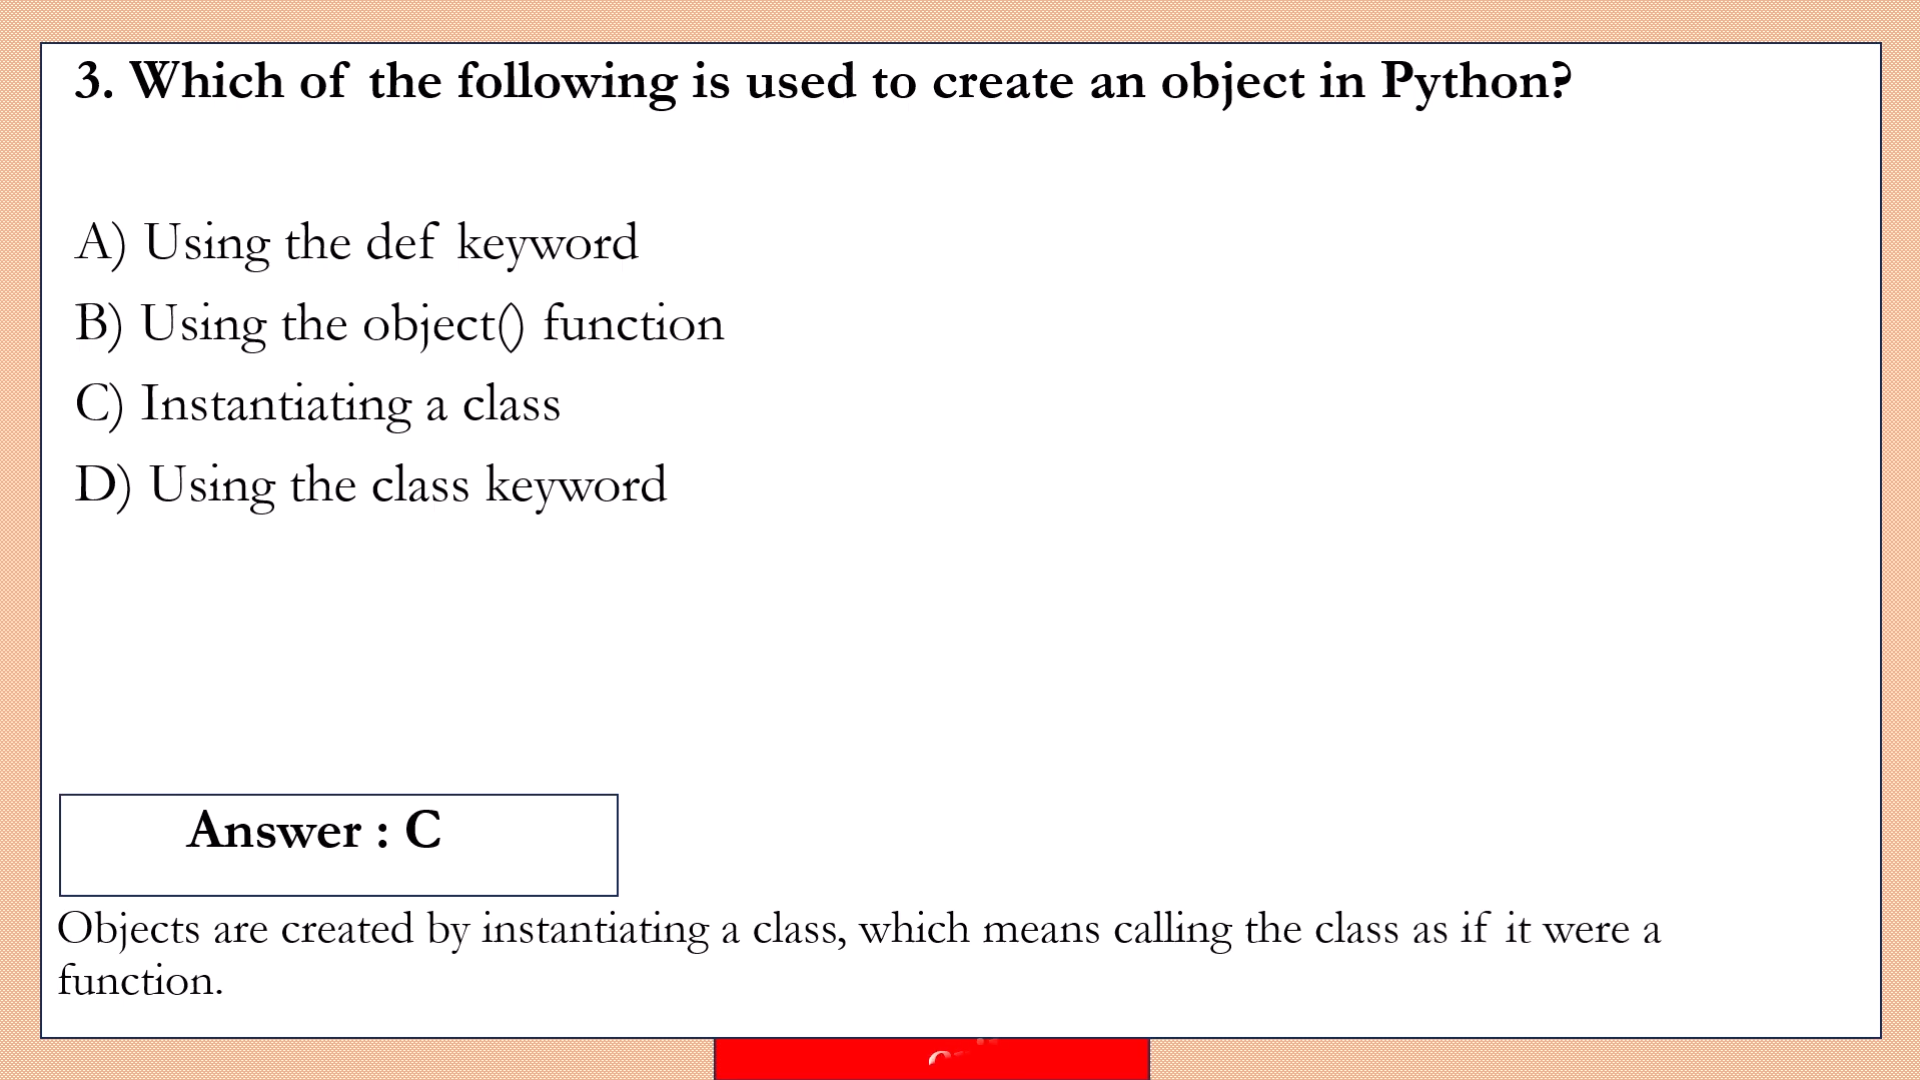 3. Which of the following is used to create an object in Python?
A) Using the def keyword
B) Using the object() function
C) Instantiating a class
D) Using the class keyword
Answer : C
Objects are created by instantiating a class, which means calling the class as if it were a
function.